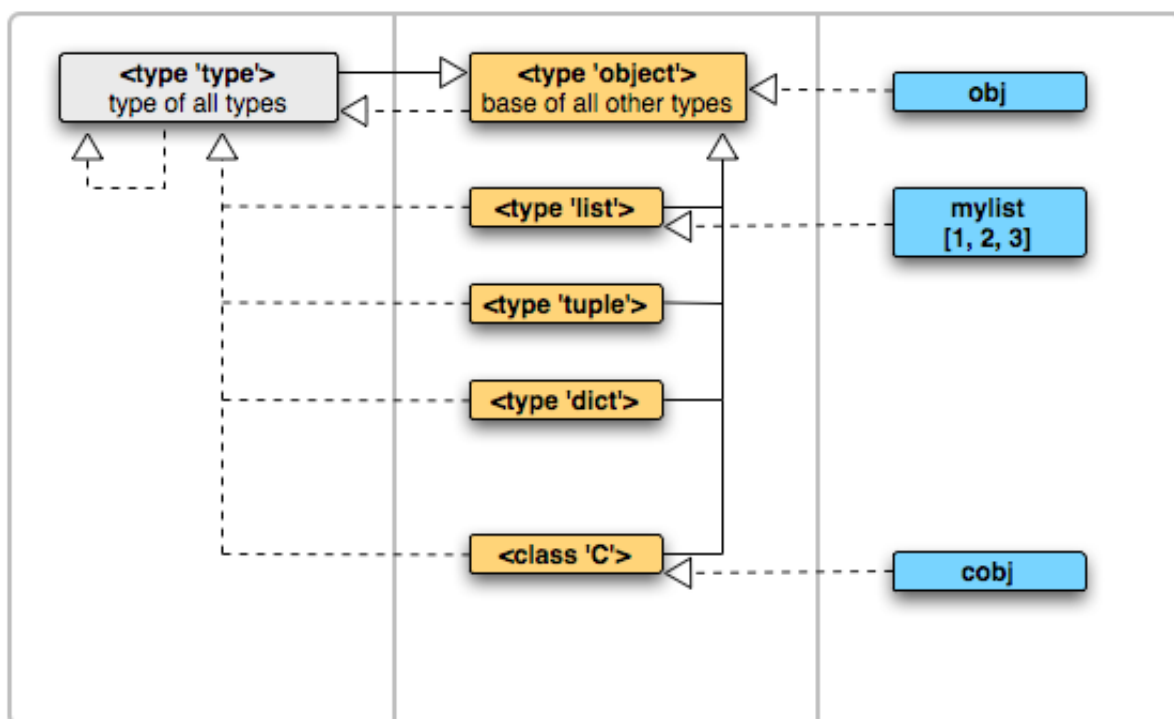 <type 'type'>
type of all types
<type 'object'>
base of all other types
obj
<type 'list'>
mylist
[1, 2, 3]
<type 'tuple'>
<type 'dict'>
<class 'C'>
cobj